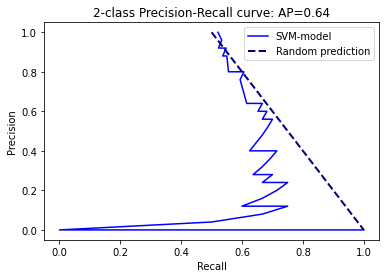 2-class Precision-Recall curve: AP=0.64
SVM-model
Random prediction
Precision
1.0
0.8
0.6
0.4
0.2
0.0
0.0 0.2 0.4 0.6 0.8 1.0
Recall